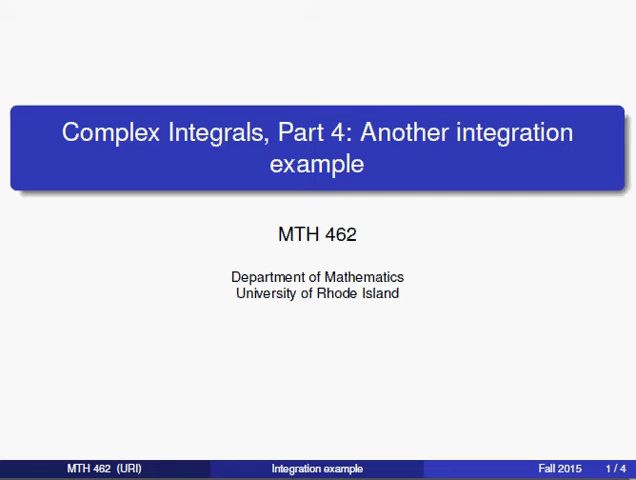 Complex Integrals, Part 4: Another integration
example
MTH 462
Department of Mathematics
University of Rhode Island
MTH 462 (URI) Integration example Fall 2015 1 / 4